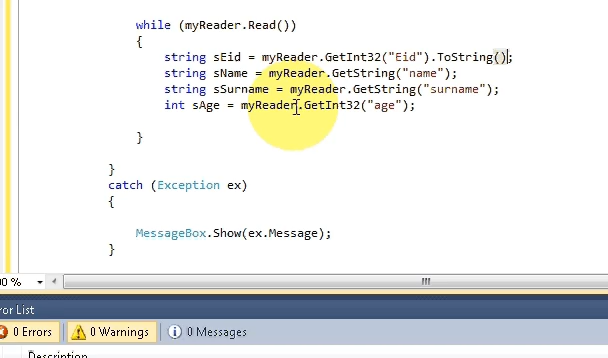 while (myReader.Read())
{
string sEid = myReader.GetInt32("Eid").ToString();
string sName = myReader.GetString("name");
string sSurname = myReader.GetString("surname");
int sAge = myReader.GetInt32("age");
}
}
catch (Exception ex)
{
MessageBox.Show(ex.Message);
}
00 %
ror List
0 Errors 0 Warnings 0 Messages
Description